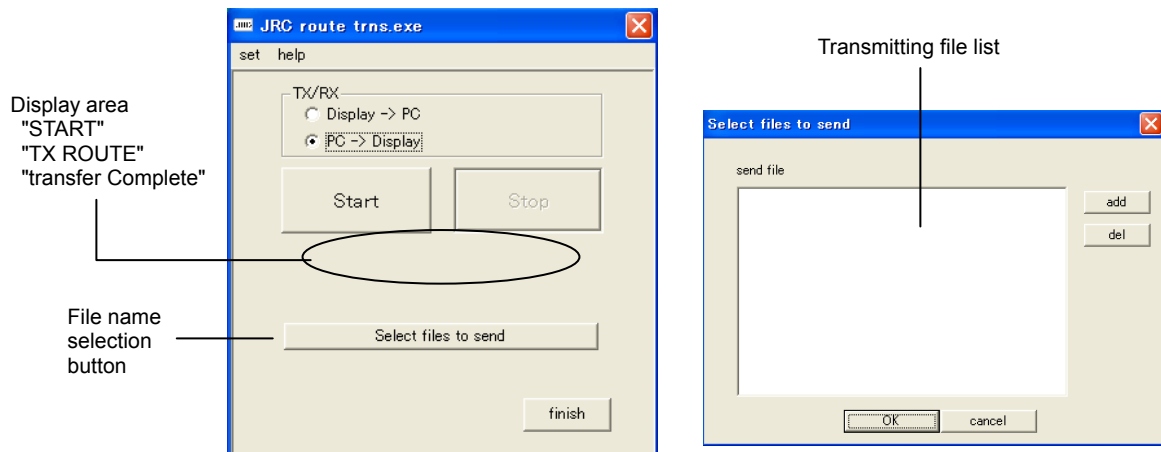 JRC route trns.exe
set help
TX/RX
Display -> PC
PC -> Display
Start
Stop
Select files to send
finish
Display area
"START"
"TX ROUTE"
"transfer Complete"
File name
selection
button
Transmitting file list
Select files to send
send file
add
del
OK
cancel